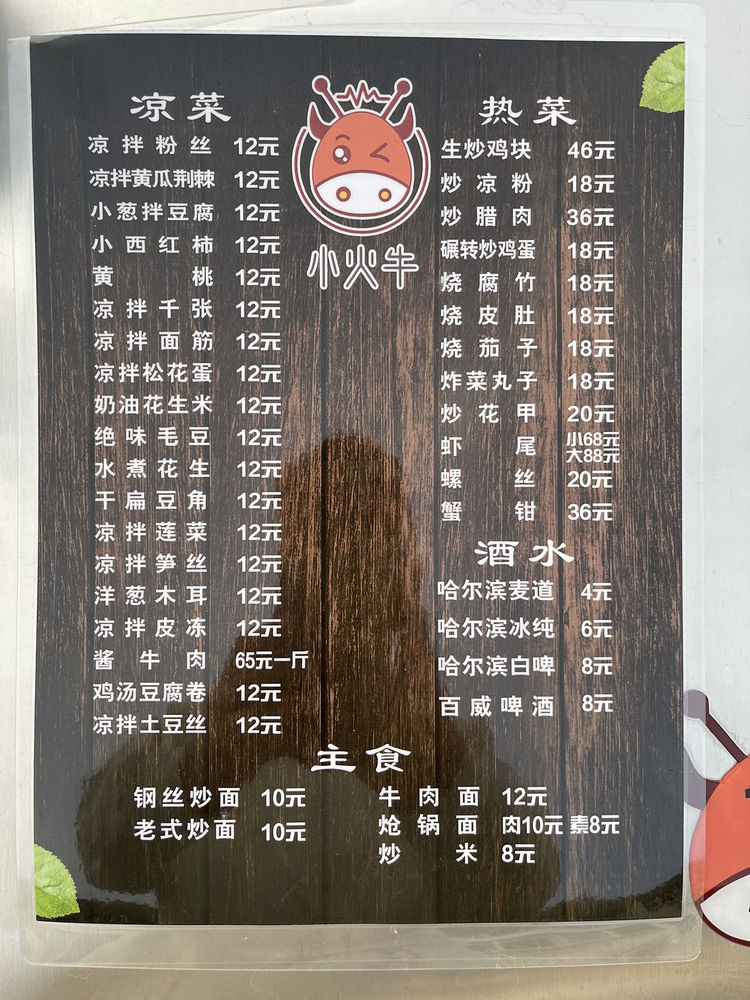 小火牛
凉菜
凉拌粉丝 12元
凉拌黄瓜荆棘 12元
小葱拌豆腐 12元
小西红柿 12元
黄桃 12元
凉拌千张 12元
凉拌面筋 12元
凉拌松花蛋 12元
奶油花生米 12元
绝味毛豆 12元
水煮花生 12元
干扁豆角 12元
凉拌莲菜 12元
凉拌笋丝 12元
洋葱木耳 12元
凉拌皮冻 12元
酱牛肉 65元一斤
鸡汤豆腐卷 12元
凉拌土豆丝 12元
热菜
生炒鸡块 46元
炒凉粉 18元
炒腊肉 36元
碾转炒鸡蛋 18元
烧腐竹 18元
烧皮肚 18元
烧茄子 18元
炸菜丸子 18元
炒花甲 20元
虾尾 小68元
大88元
螺丝 20元
蟹钳 36元
酒水
哈尔滨麦道 4元
哈尔滨冰纯 6元
哈尔滨白啤 8元
百威啤酒 8元
主食
钢丝炒面 10元
老式炒面 10元
牛肉面 12元
炝锅面 肉10元 素8元
炒米 8元